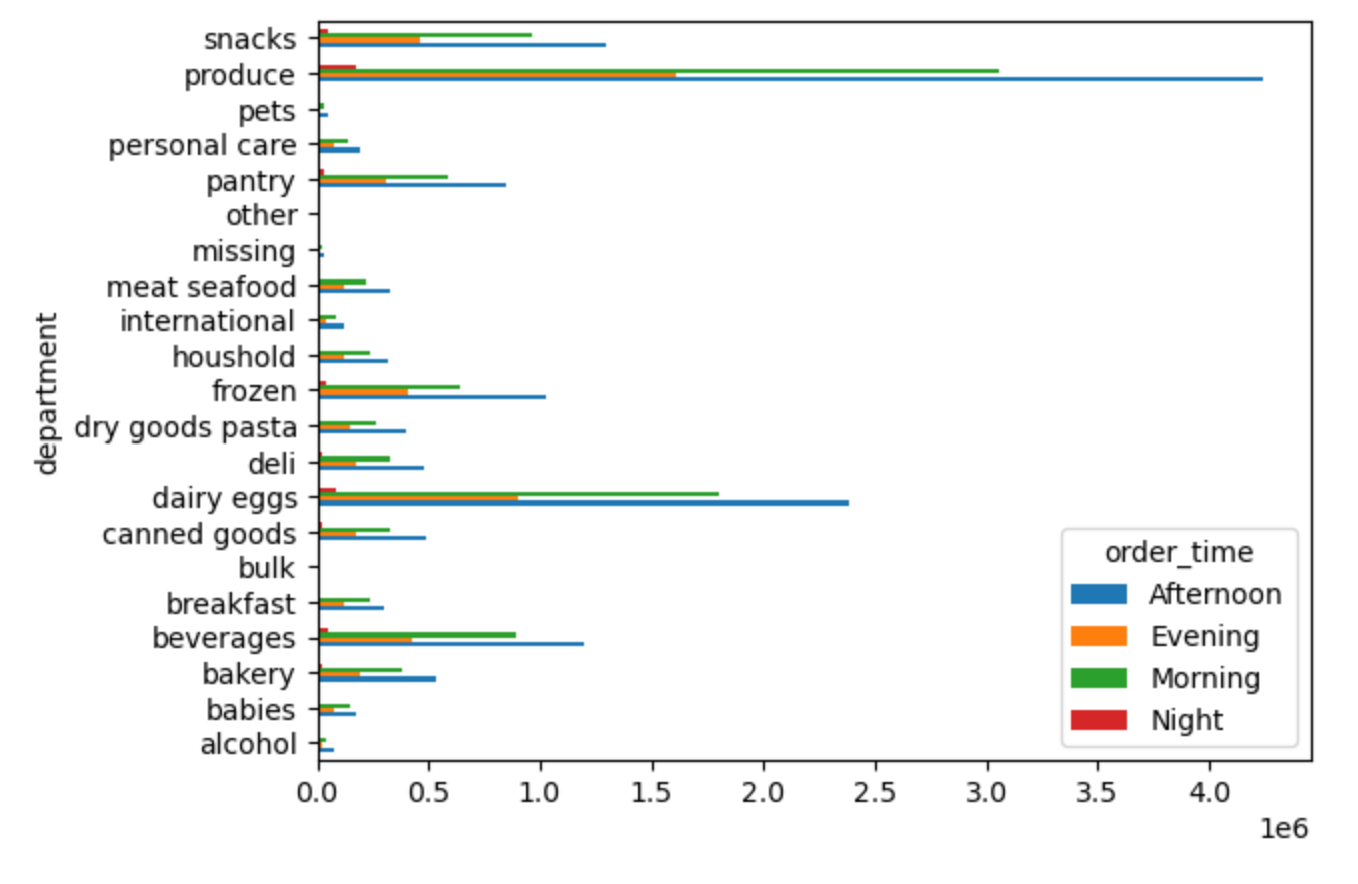 snacks
produce
pets
personal care
pantry
other
missing
meat seafood
international
houshold
frozen
dry goods pasta
deli
dairy eggs
canned goods
bulk
breakfast
beverages
bakery
babies
alcohol
department
order_time
Afternoon
Evening
Morning
Night
0.0 0.5 1.0 1.5 2.0 2.5 3.0 3.5 4.0
1e6